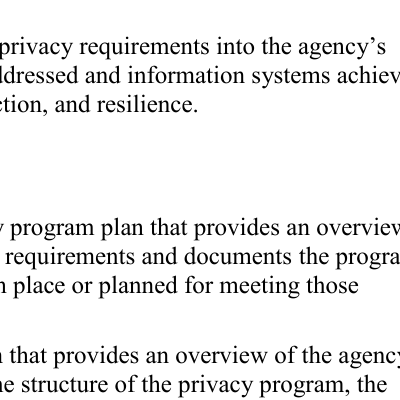 privacy requirements into the agency's
ddressed and information systems achiev
ction, and resilience.
y program plan that provides an overview
requirements and documents the progra
n place or planned for meeting those
n that provides an overview of the agency
he structure of the privacy program, the